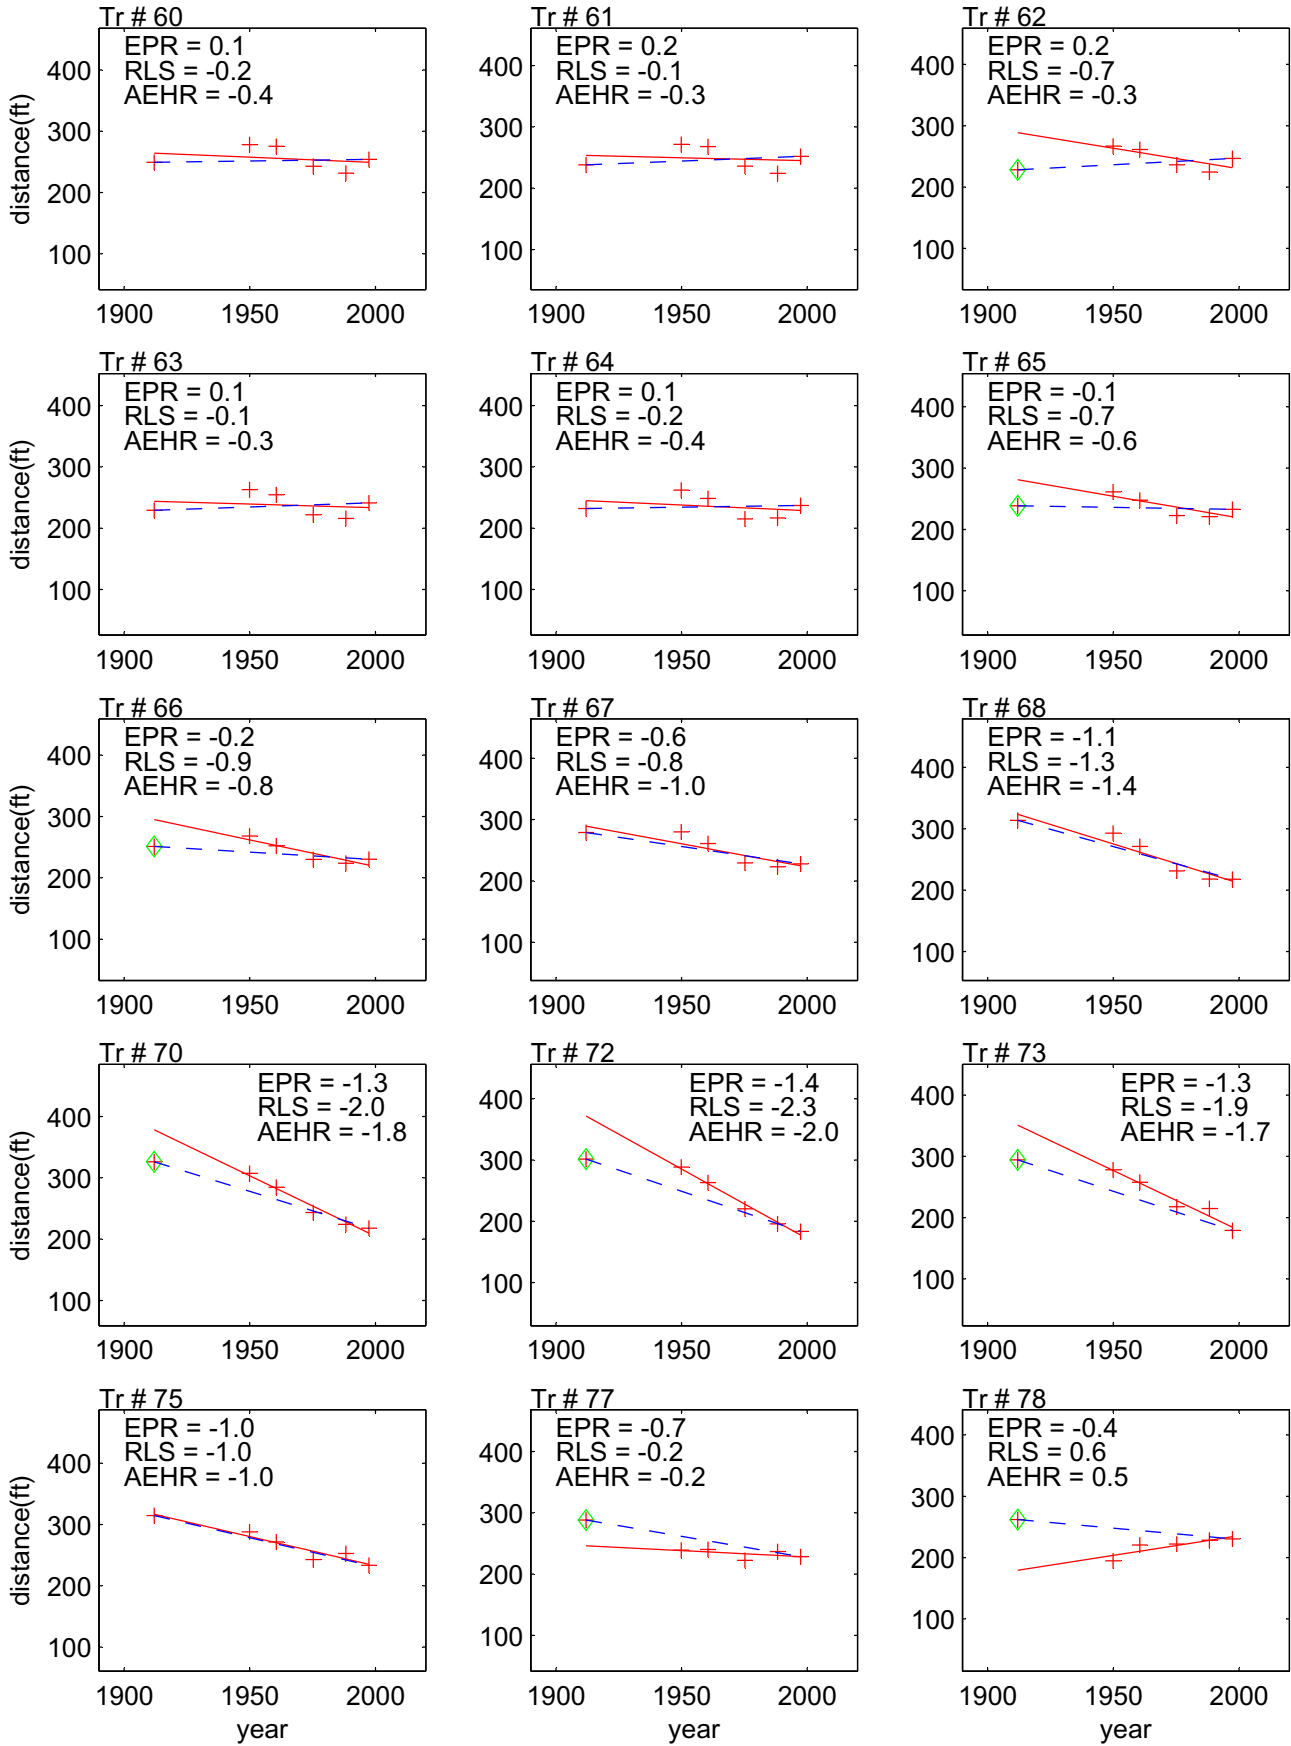 Tr # 60
EPR = 0.1
RLS = -0.2
AEHR = -0.4
400
300
200
100
distance(ft)
1900 1950 2000
Tr # 61
EPR = 0.2
RLS = -0.1
AEHR = -0.3
400
300
200
100
1900 1950 2000
Tr # 62
EPR = 0.2
RLS = -0.7
AEHR = -0.3
400
300
200
100
1900 1950 2000
Tr # 63
EPR = 0.1
RLS = -0.1
AEHR = -0.3
400
300
200
100
distance(ft)
1900 1950 2000
Tr # 64
EPR = 0.1
RLS = -0.2
AEHR = -0.4
400
300
200
100
1900 1950 2000
Tr # 65
EPR = -0.1
RLS = -0.7
AEHR = -0.6
400
300
200
100
1900 1950 2000
Tr # 66
EPR = -0.2
RLS = -0.9
AEHR = -0.8
400
300
200
100
distance(ft)
1900 1950 2000
Tr # 67
EPR = -0.6
RLS = -0.8
AEHR = -1.0
400
300
200
100
1900 1950 2000
Tr # 68
EPR = -1.1
RLS = -1.3
AEHR = -1.4
400
300
200
100
1900 1950 2000
Tr # 70
EPR = -1.3
RLS = -2.0
AEHR = -1.8
400
300
200
100
distance(ft)
1900 1950 2000
Tr # 72
EPR = -1.4
RLS = -2.3
AEHR = -2.0
400
300
200
100
1900 1950 2000
Tr # 73
EPR = -1.3
RLS = -1.9
AEHR = -1.7
400
300
200
100
1900 1950 2000
Tr # 75
EPR = -1.0
RLS = -1.0
AEHR = -1.0
400
300
200
100
distance(ft)
1900 1950 2000
year
Tr # 77
EPR = -0.7
RLS = -0.2
AEHR = -0.2
400
300
200
100
1900 1950 2000
year
Tr # 78
EPR = -0.4
RLS = 0.6
AEHR = 0.5
400
300
200
100
1900 1950 2000
year